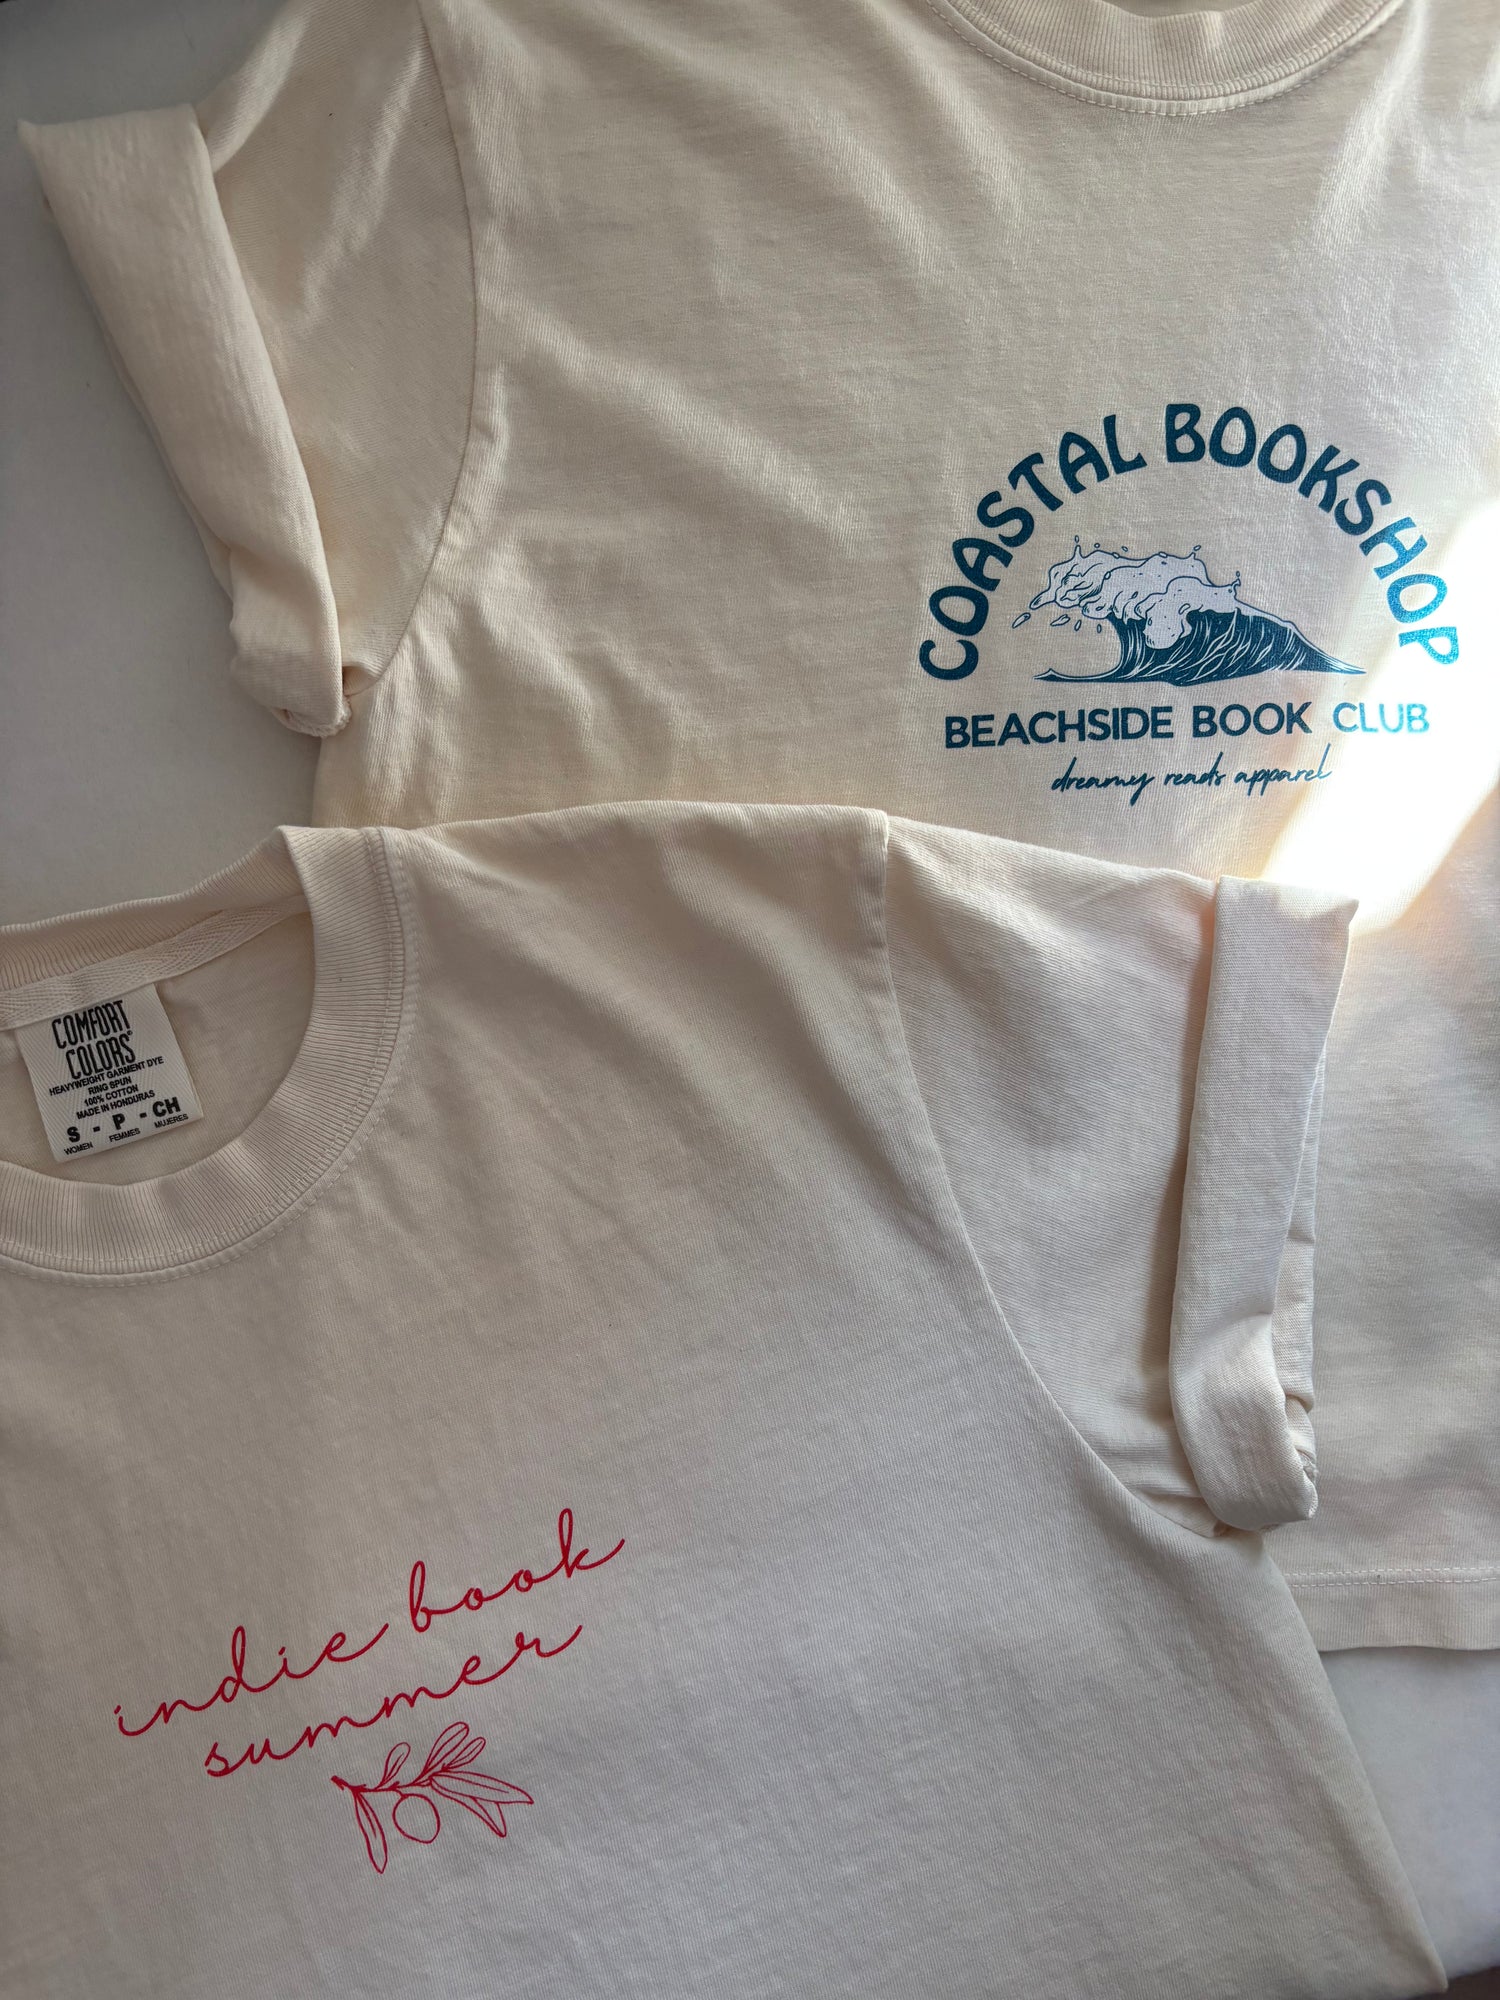 COASTAL BOOKSHOP
BEACHSIDE BOOK CLUB
dreamy reads apparel
COMFORT
COLORS®
HEAVYWEIGHT GARMENT DYE
RING SPUN
100% COTTON
MADE IN HONDURAS
S - P - CH
WOMEN FEMMES MUJERES
indie book
summer